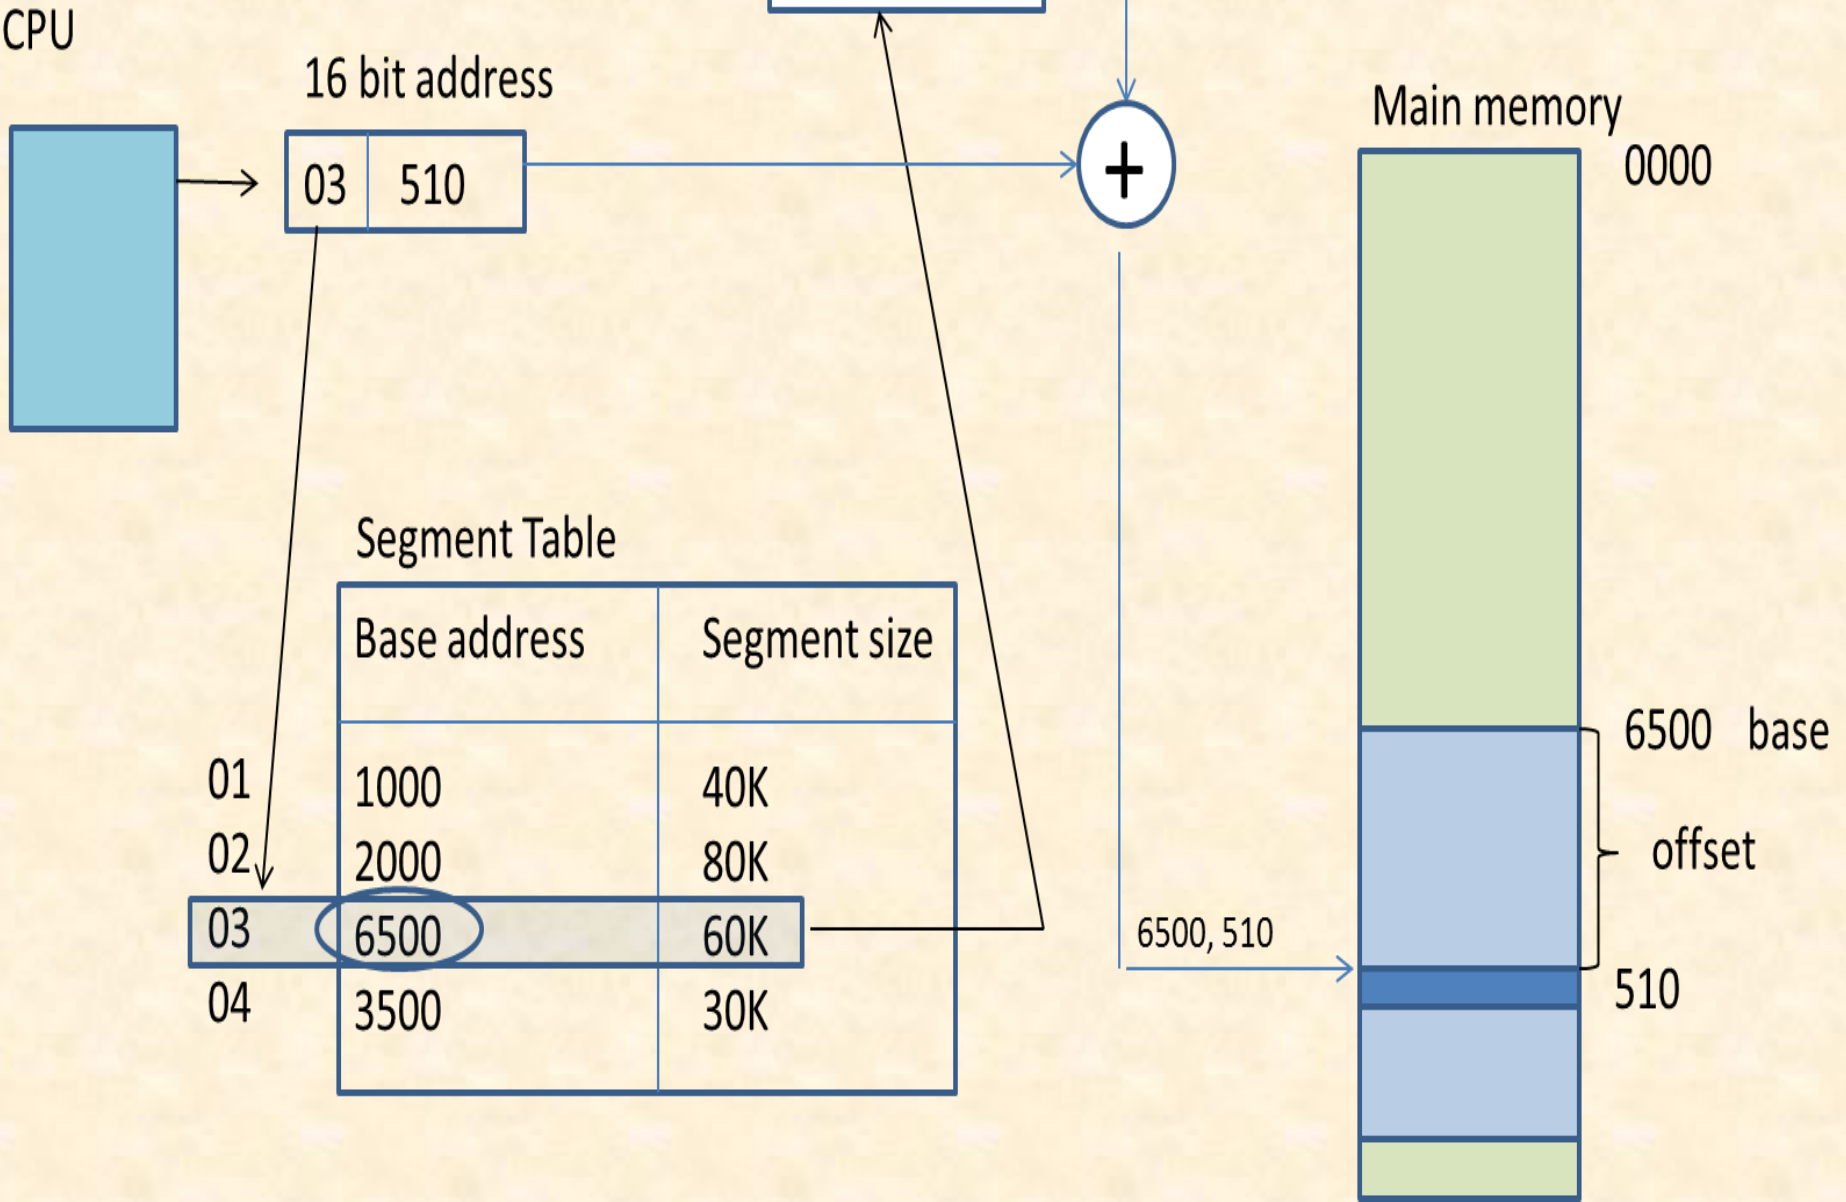 CPU
16 bit address
03 510
+
Main memory
0000
Segment Table
Base address Segment size
01 1000 40K
02 2000 80K
03 6500 60K
04 3500 30K
6500 base
offset
6500, 510
510